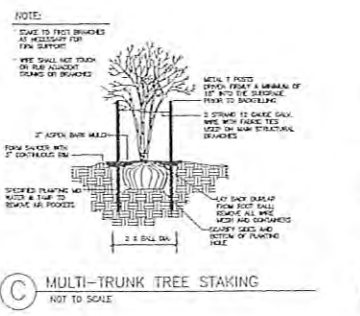 NOTE:
- STAKE TO FIRST BRANCHES
AS NECESSARY FOR
FIRM SUPPORT
- WIRE SHALL NOT TOUCH
OR RUB ADJACENT
TRUNKS OR BRANCHES
METAL T POSTS
DRIVEN FIRMLY A MINIMUM OF
18" INTO THE SUBGRADE
PRIOR TO BACKFILLING
2 STRAND 12 GAUGE GALV.
WIRE WITH FABRIC TIES
USED ON MAIN STRUCTURAL
BRANCHES
3" ASPEN BARK MULCH
FORM SAUCER WITH
3" CONTINUOUS RIM
SPECIFIED PLANTING MIX
WATER & TAMP TO
REMOVE AIR POCKETS
LAY BACK BURLAP
FROM ROOT BALL;
REMOVE ALL WIRE
MESH AND CONTAINERS
SCARIFY SIDES AND
BOTTOM OF PLANTING
HOLE
2 X BALL DIA.
C MULTI-TRUNK TREE STAKING
NOT TO SCALE